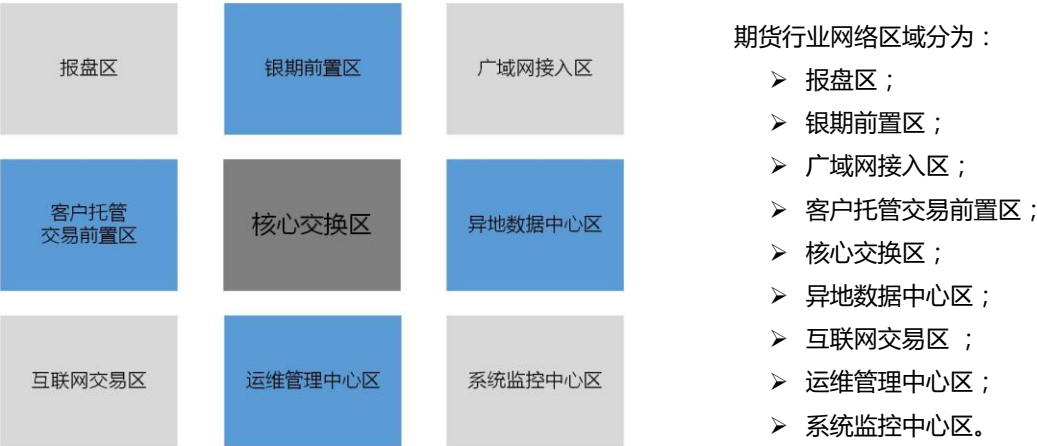 报盘区
银期前置区
广域网接入区
客户托管
交易前置区
核心交换区
异地数据中心区
互联网交易区
运维管理中心区
系统监控中心区
期货行业网络区域分为：
➢ 报盘区；
➢ 银期前置区；
➢ 广域网接入区；
➢ 客户托管交易前置区；
➢ 核心交换区；
➢ 异地数据中心区；
➢ 互联网交易区 ；
➢ 运维管理中心区；
➢ 系统监控中心区。